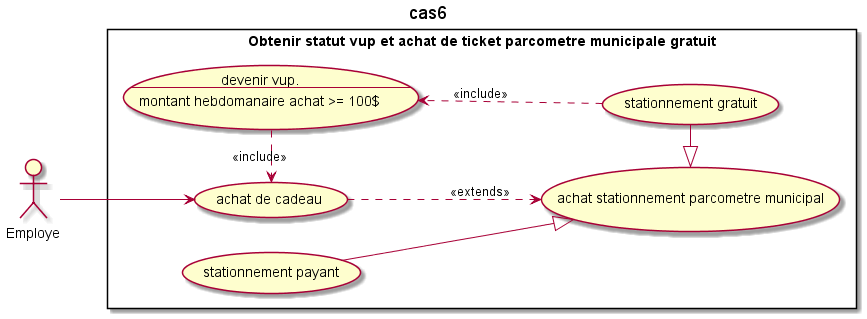 cas6
Obtenir statut vup et achat de ticket parcometre municipale gratuit
devenir vup.
montant hebdomanaire achat >= 100$
«include»
stationnement gratuit
«include»
achat de cadeau
«extends»
achat stationnement parcometre municipal
Employe
stationnement payant